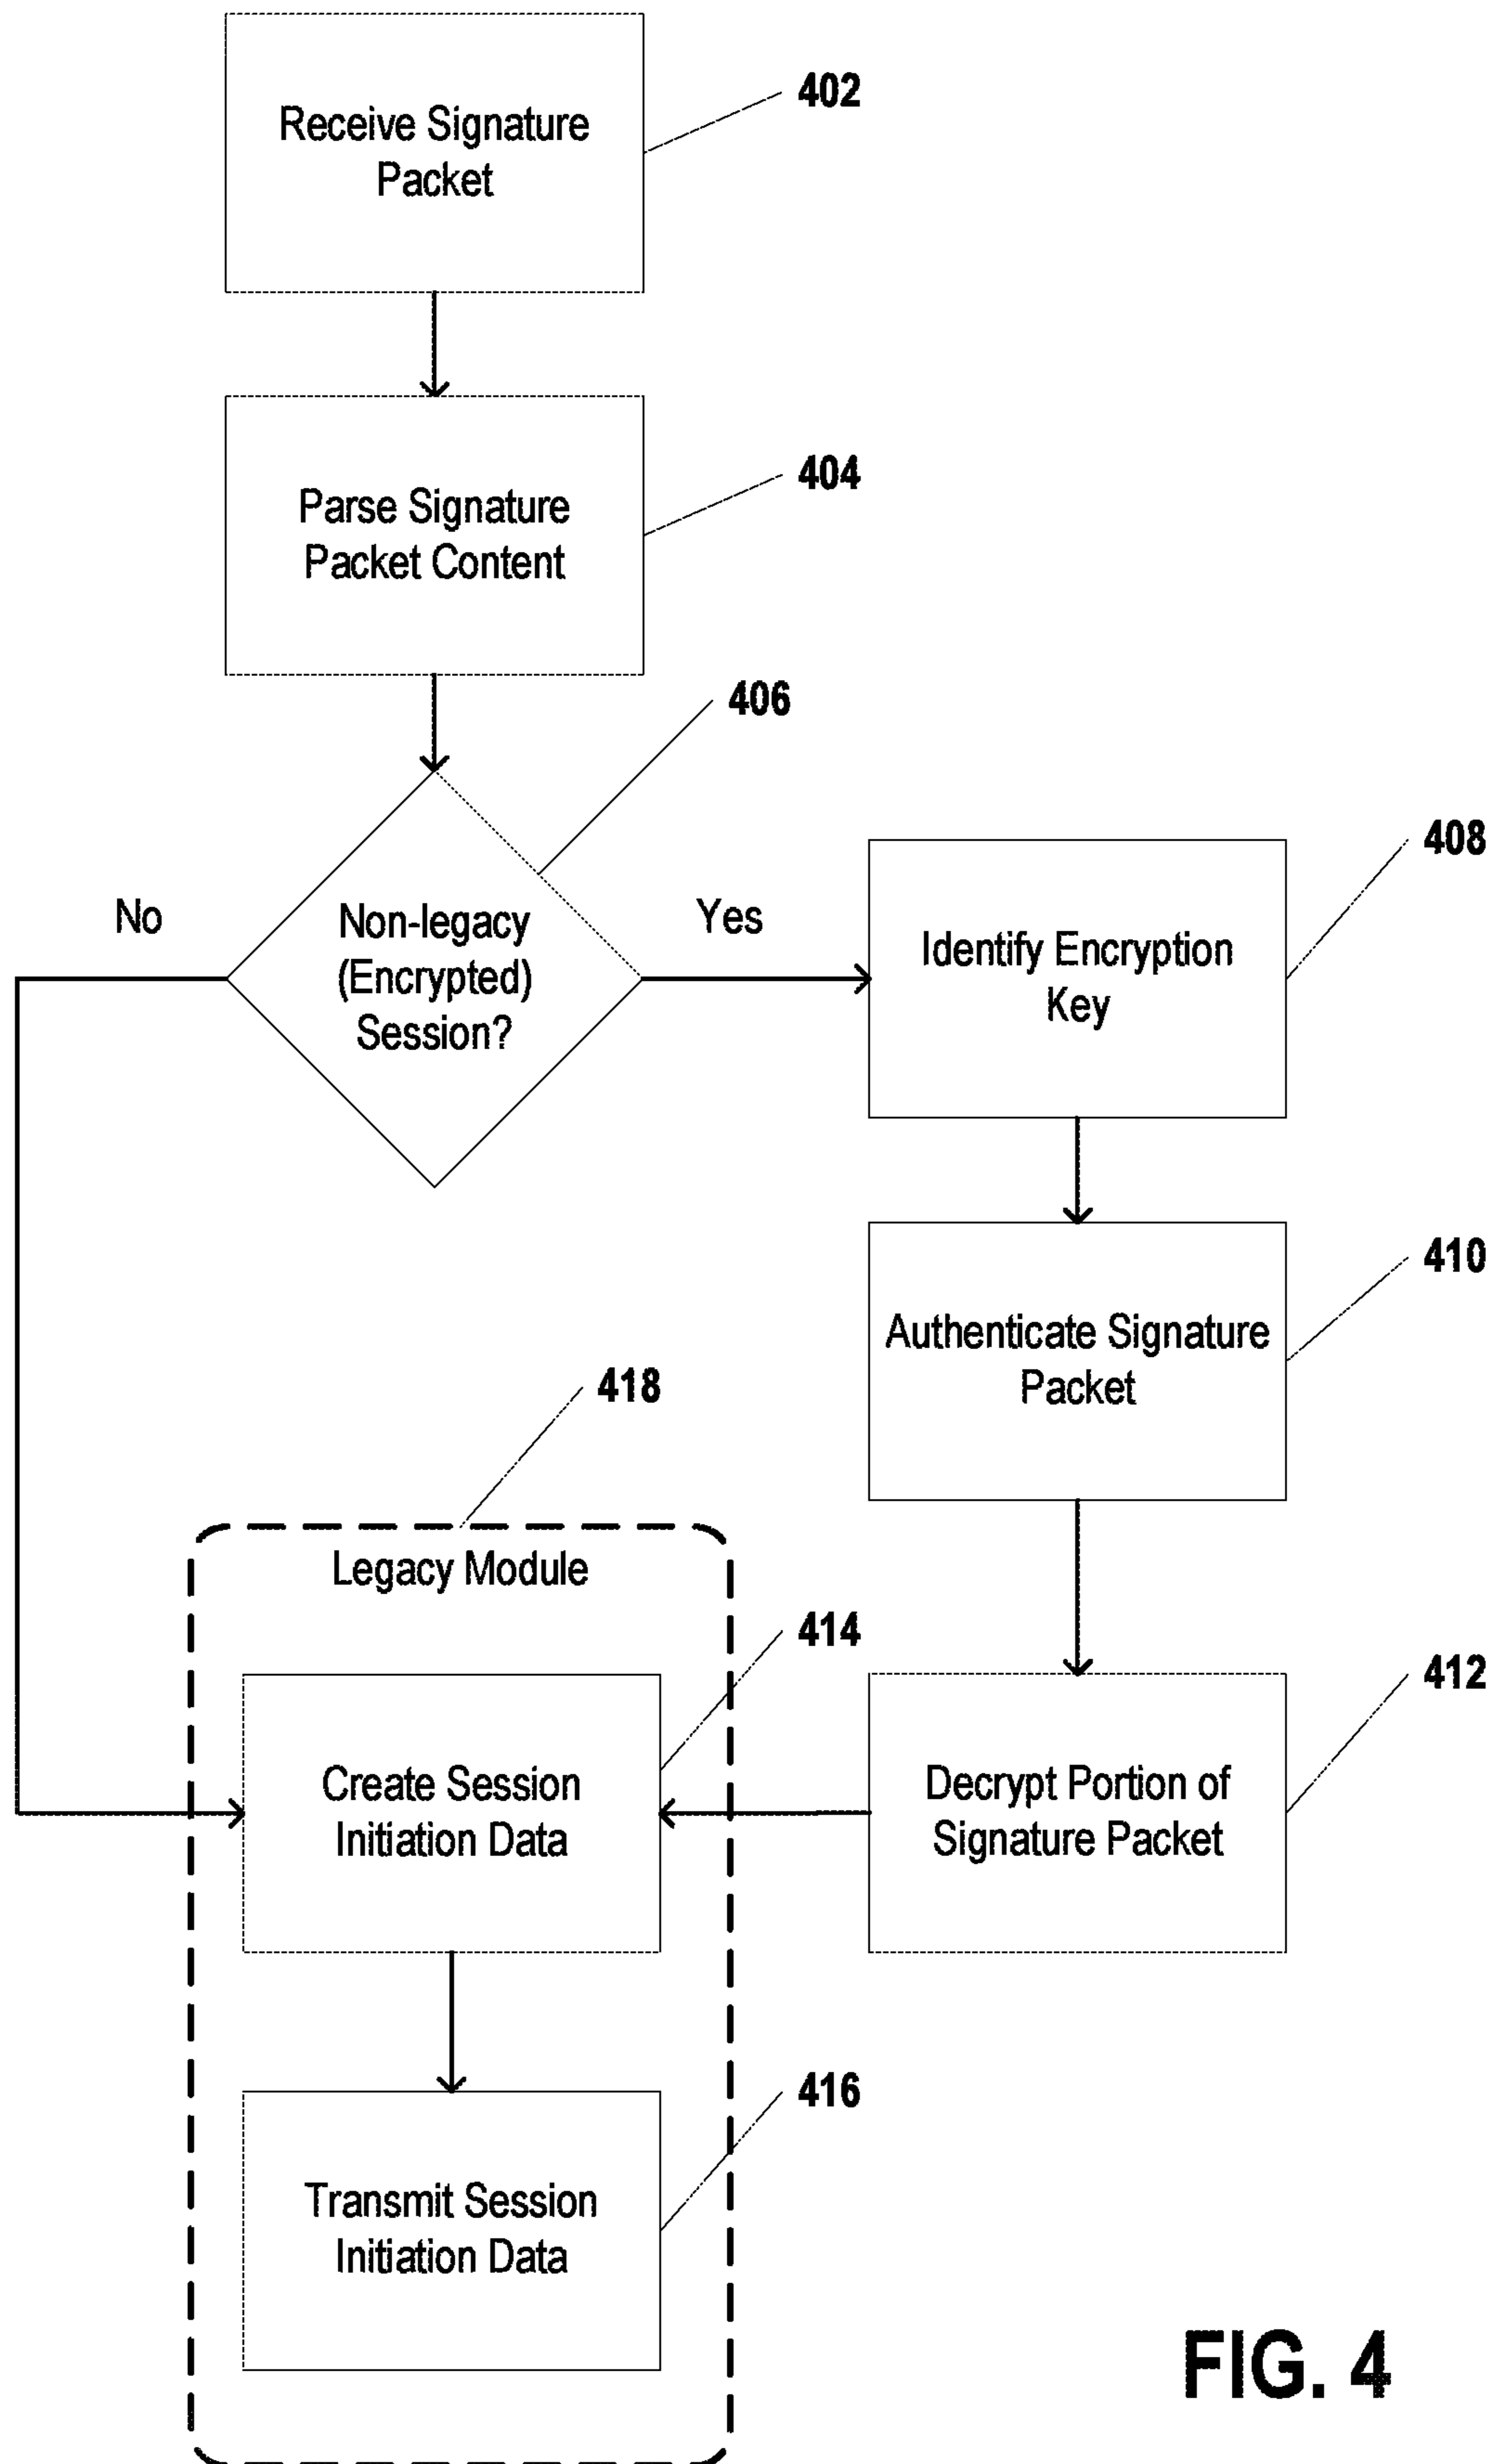 Receive Signature
Packet
402
Parse Signature
Packet Content
404
406
No
Non-legacy
(Encrypted)
Session?
Yes
Identify Encryption
Key
408
Authenticate Signature
Packet
410
418
Legacy Module
414
Create Session
Initiation Data
Decrypt Portion of
Signature Packet
412
416
Transmit Session
Initiation Data
FIG. 4